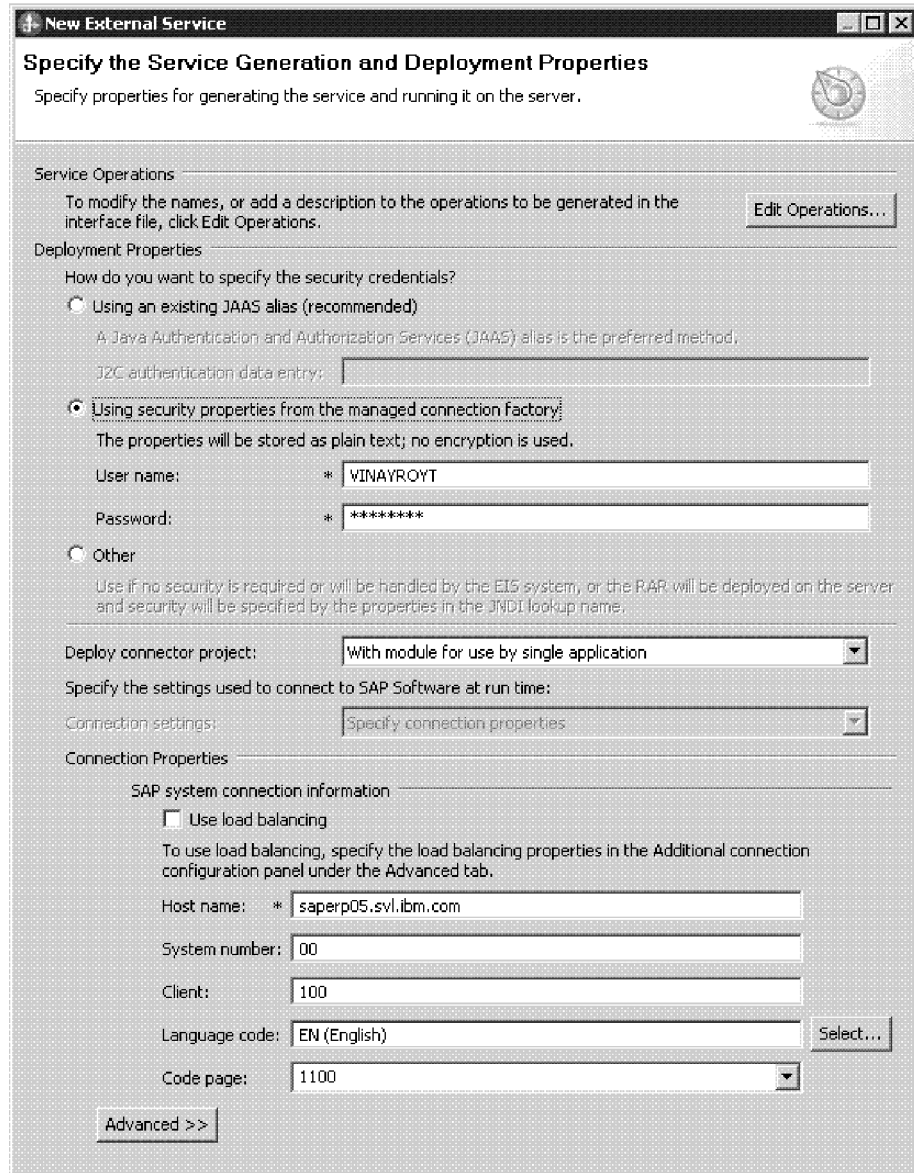 New External Service
Specify the Service Generation and Deployment Properties
Specify properties for generating the service and running it on the server.
Service Operations
To modify the names, or add a description to the operations to be generated in the
interface file, click Edit Operations.
Edit Operations...
Deployment Properties
How do you want to specify the security credentials?
Using an existing JAAS alias (recommended)
A Java Authentication and Authorization Services (JAAS) alias is the preferred method.
J2C authentication data entry:
Using security properties from the managed connection factory
The properties will be stored as plain text; no encryption is used.
User name: * VINAYROYT
Password: * ********
Other
Use if no security is required or will be handled by the EIS system, or the RAR will be deployed on the server
and security will be specified by the properties in the JNDI lookup name.
Deploy connector project: With module for use by single application
Specify the settings used to connect to SAP Software at run time:
Connection settings: Specify connection properties
Connection Properties
SAP system connection information
Use load balancing
To use load balancing, specify the load balancing properties in the Additional connection
configuration panel under the Advanced tab.
Host name: * saperp05.svl.ibm.com
System number: 00
Client: 100
Language code: EN (English) Select...
Code page: 1100
Advanced >>